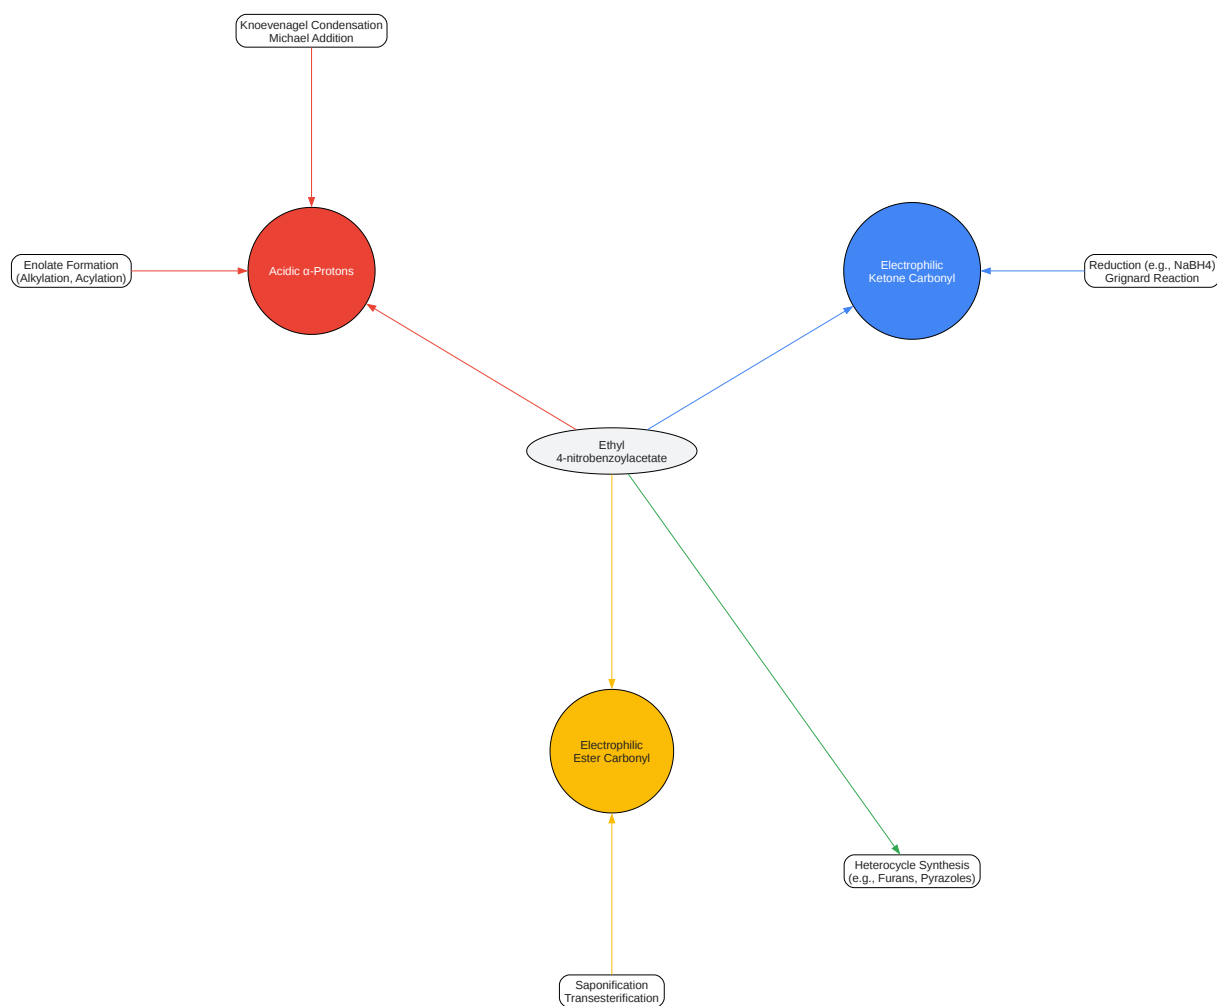 Knoevenagel Condensation
Michael Addition
Enolate Formation
(Alkylation, Acylation)
Acidic α-Protons
Electrophilic
Ketone Carbonyl
Reduction (e.g., NaBH4)
Grignard Reaction
Ethyl
4-nitrobenzoylacetate
Electrophilic
Ester Carbonyl
Heterocycle Synthesis
(e.g., Furans, Pyrazoles)
Saponification
Transesterification